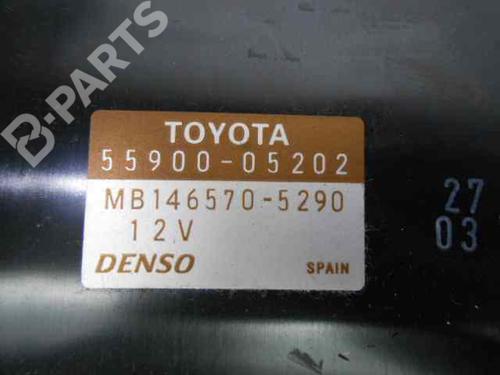 B-PARTS
TOYOTA
55900-05202
MB146570-5290
12V
DENSO
SPAIN
27
03